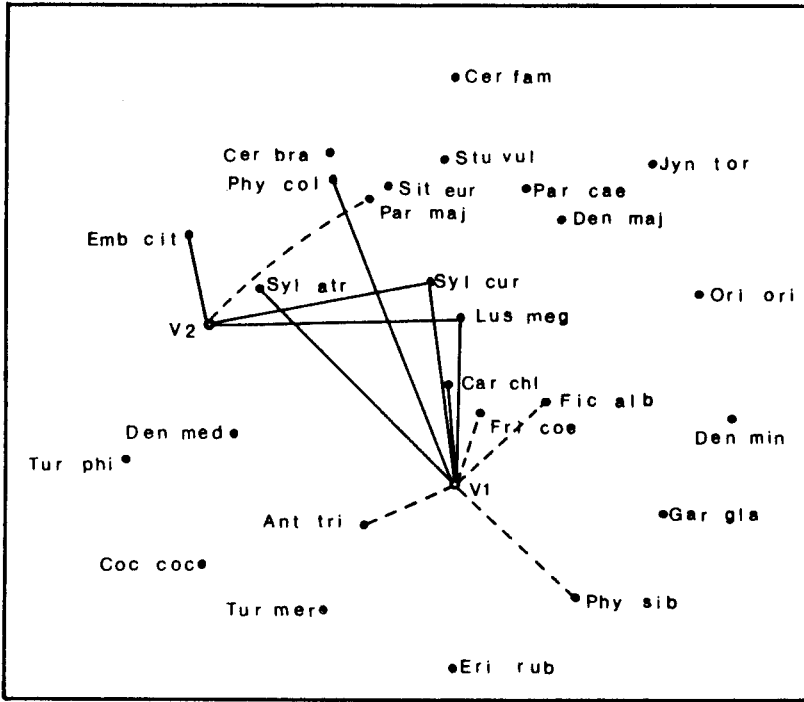 Cer fam
Cer bra
Stu vul
Jyn tor
Phy col
Sit eur
Par cae
Par maj
Den maj
Emb cit
Syl atr
Syl cur
Ori ori
V2
Lus meg
Car chl
Fic alb
Fri coe
Den med
Den min
Tur phi
V1
Ant tri
Gar gla
Coc coc
Phy sib
Tur mer
Eri rub